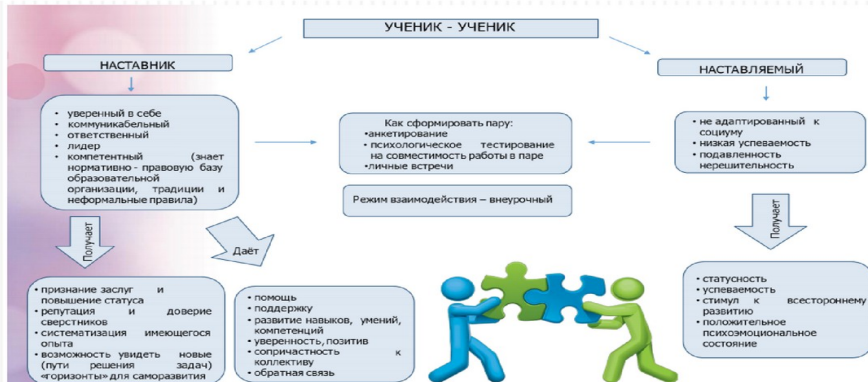 УЧЕНИК - УЧЕНИК
НАСТАВНИК
НАСТАВЛЯЕМЫЙ
• уверенный в себе
• коммуникабельный
• ответственный
• лидер
• компетентный (знает
нормативно - правовую базу
образовательной
организации, традиции и
неформальные правила)
Как сформировать пару:
•анкетирование
• психологическое тестирование
на совместимость работы в паре
•личные встречи
• не адаптированный к
социуму
• низкая успеваемость
• подавленность
нерешительность
Режим взаимодействия – внеурочный
Получает
Даёт
Получает
• признание заслуг и
повышение статуса
• репутация и доверие
сверстников
• систематизация имеющегося
опыта
• возможность увидеть новые
(пути решения задач)
«горизонты» для саморазвития
• помощь
• поддержку
• развитие навыков, умений,
компетенций
• уверенность, позитив
• сопричастность к
коллективу
• обратная связь
• статусность
• успеваемость
• стимул к всестороннему
развитию
• положительное
психоэмоциональное
состояние